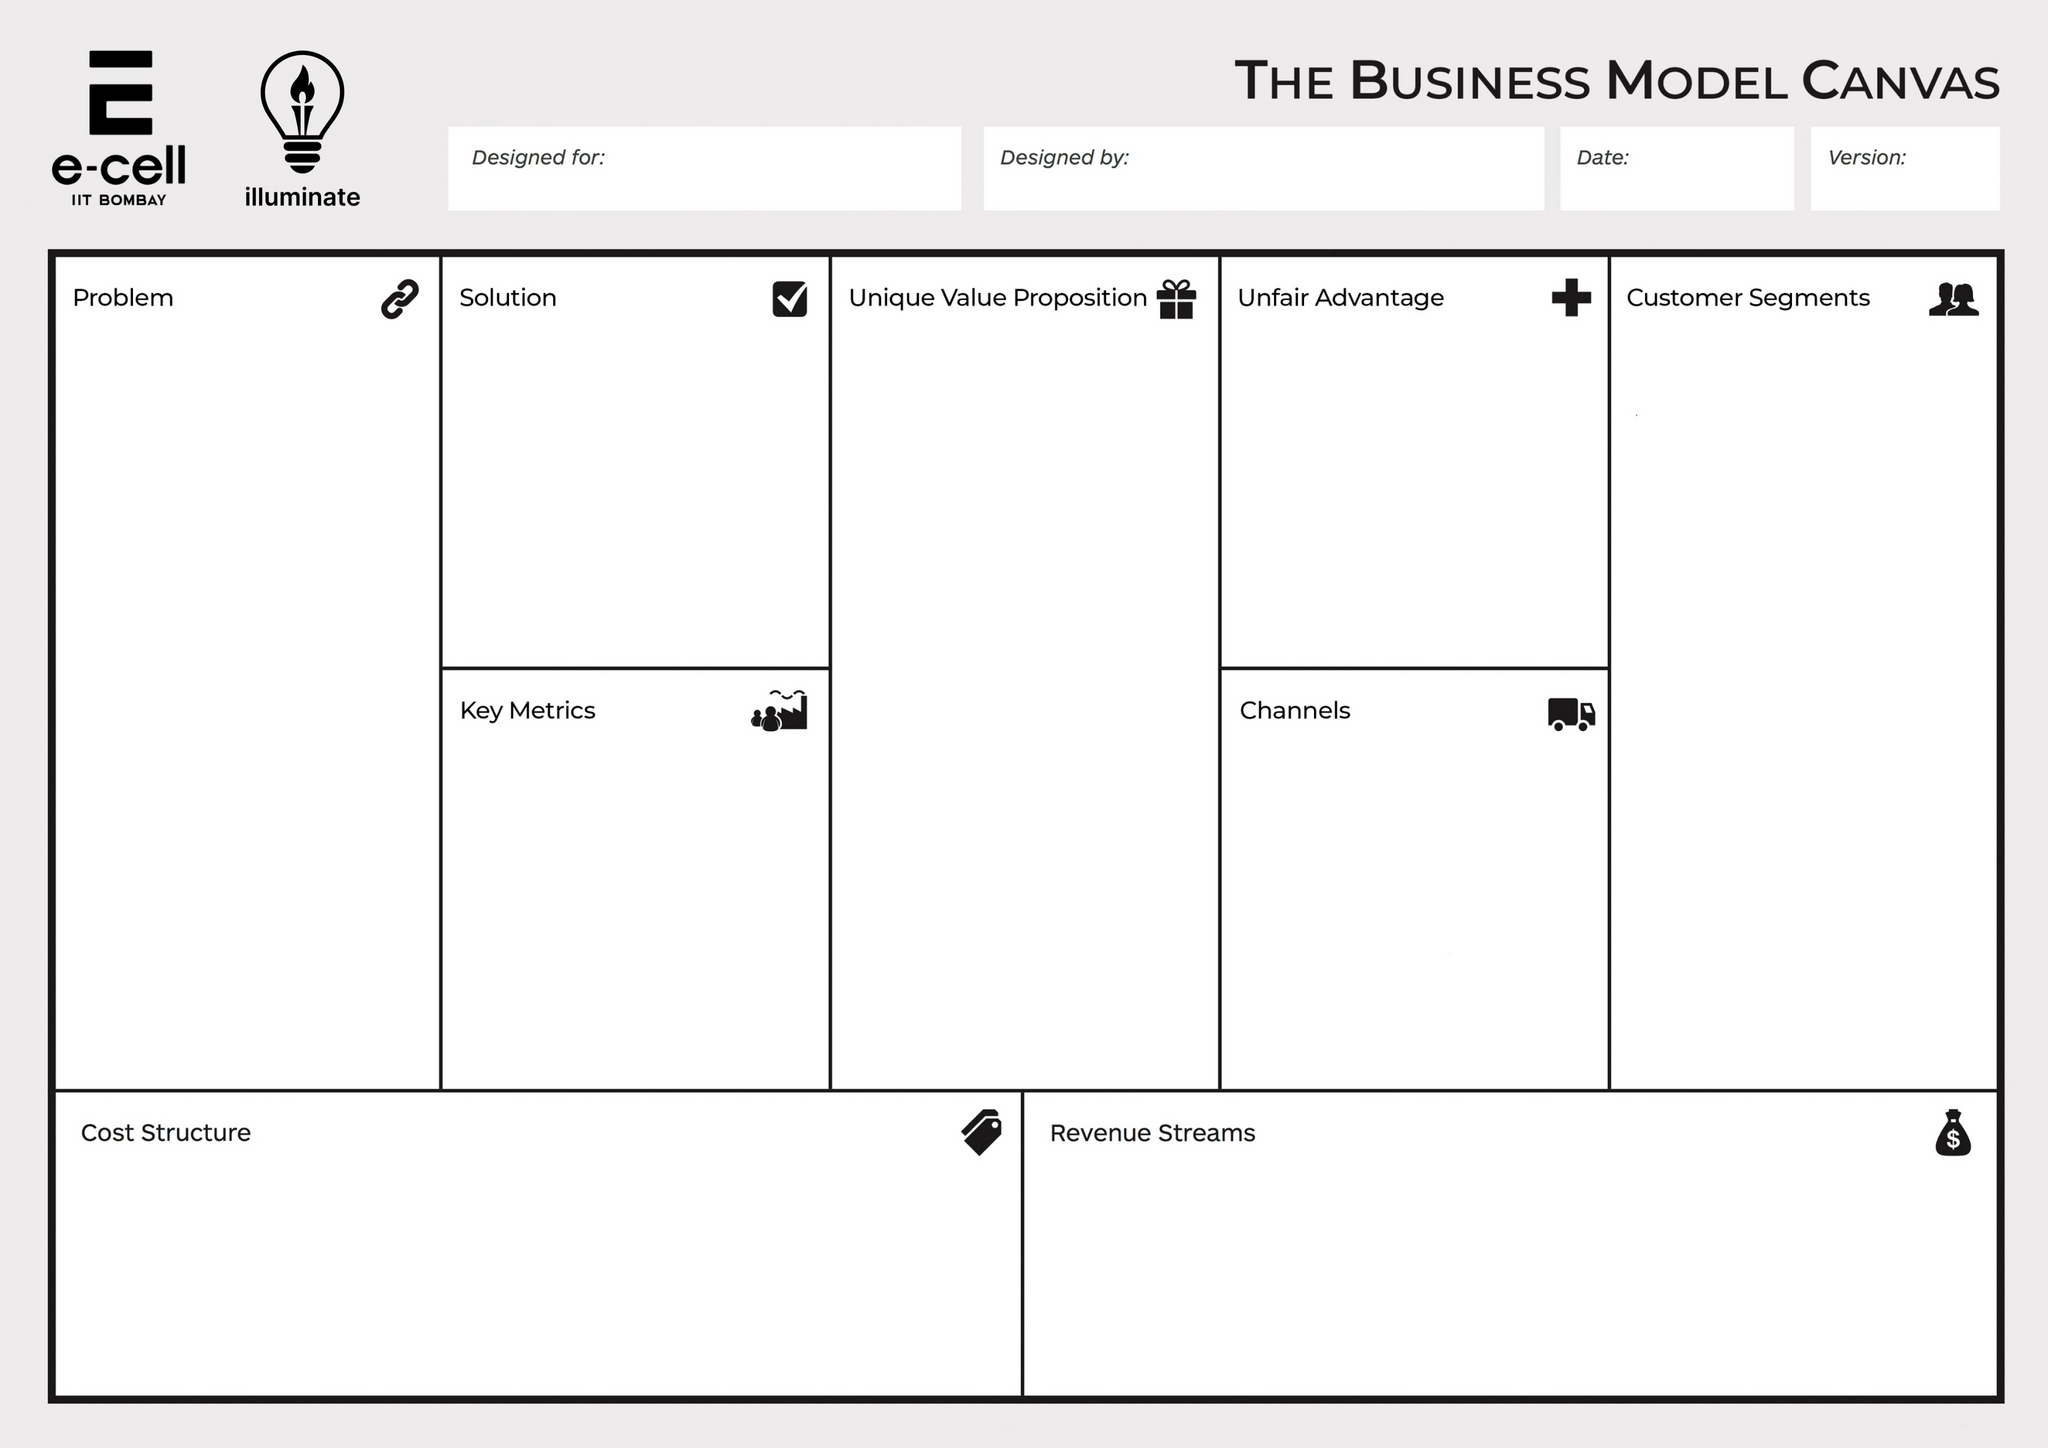 THE BUSINESS MODEL CANVAS
e-cell
IIT BOMBAY
illuminate
Designed for:
Designed by:
Date:
Version:
Problem
Solution
Unique Value Proposition
Unfair Advantage
Customer Segments
Key Metrics
Channels
Cost Structure
Revenue Streams
$